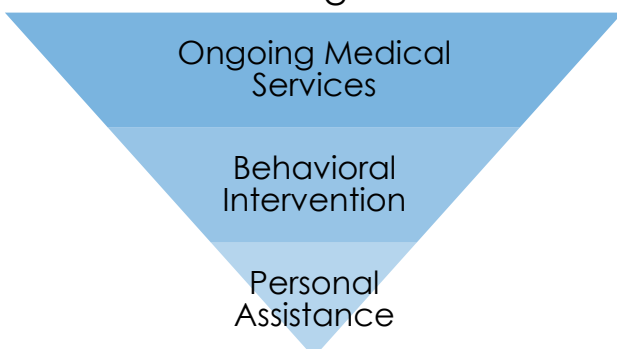 Ongoing Medical
Services
Behavioral
Intervention
Personal
Assistance